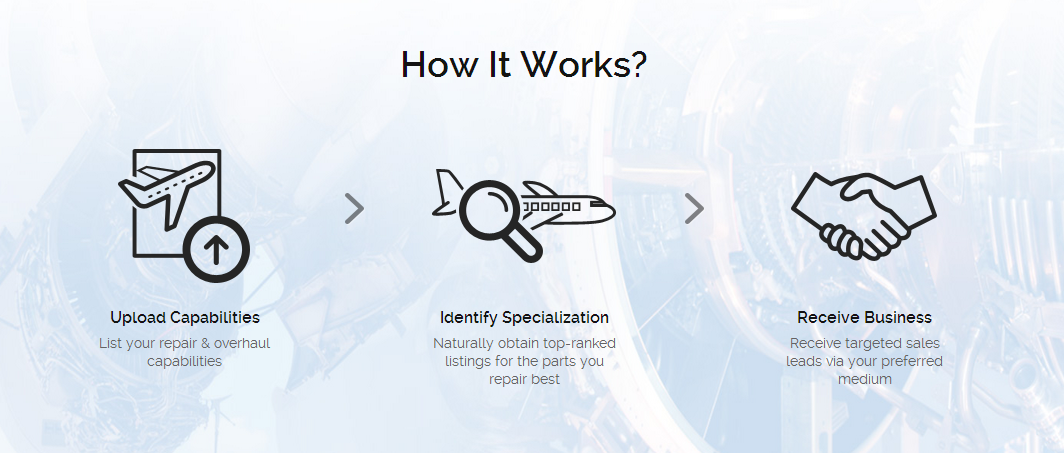 How It Works?
Upload Capabilities
List your repair & overhaul
capabilities
Identify Specialization
Naturally obtain top-ranked
listings for the parts you
repair best
Receive Business
Receive targeted sales
leads via your preferred
medium